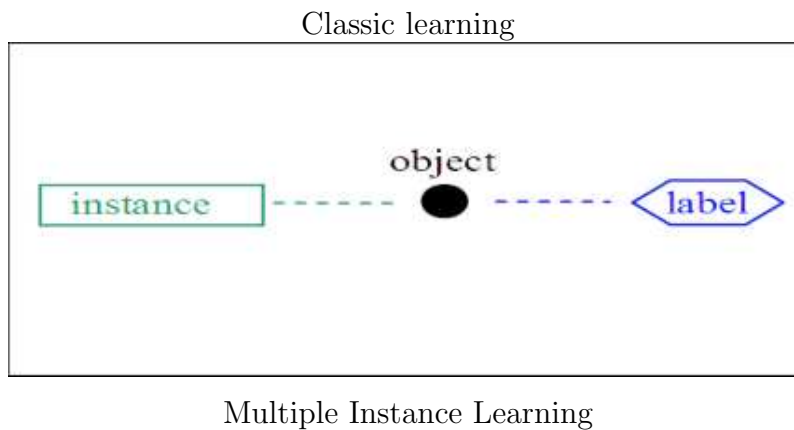 Classic learning
object
instance
label
Multiple Instance Learning